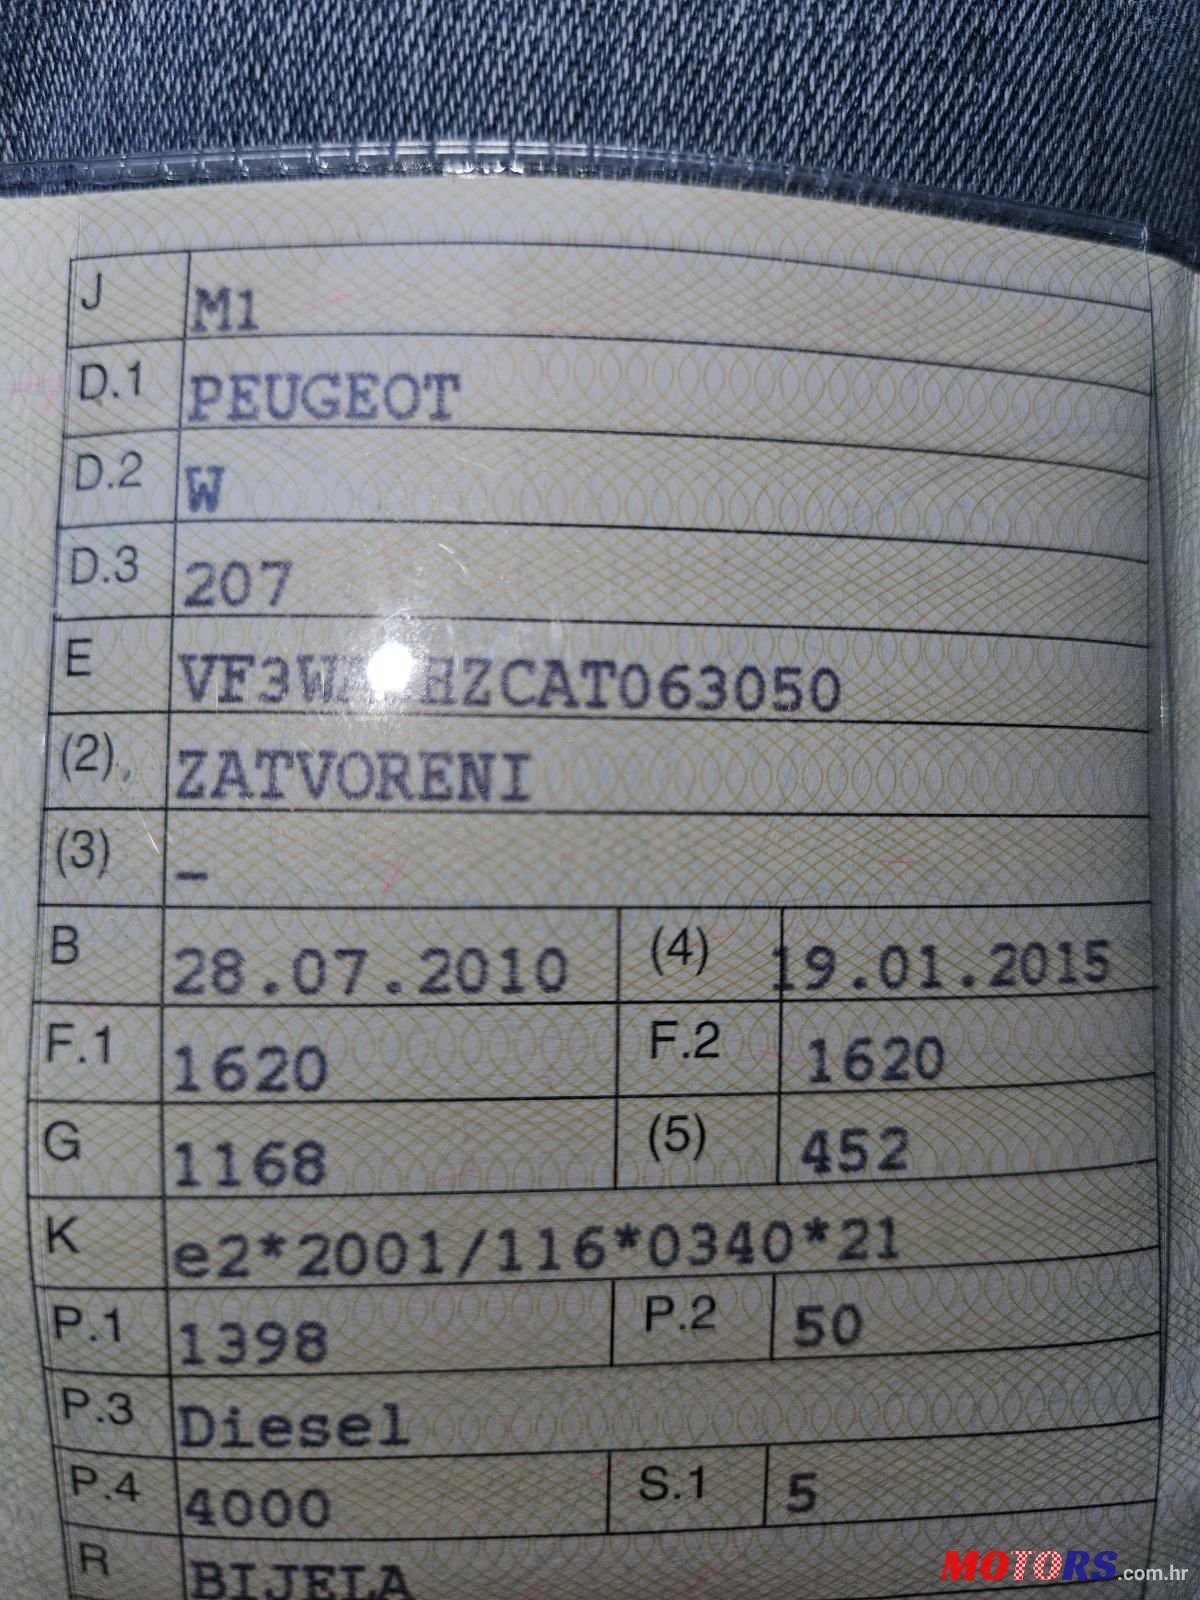 J M1
D.1 PEUGEOT
D.2 W
D.3 207
E
(2) ZATVORENI
(3) –
B 28.07.2010 (4) 19.01.2015
F.1 1620 F.2 1620
G 1168 (5) 452
K e2*2001/116*0340*21
P.1 1398 P.2 50
P.3 Diesel
P.4 4000 S.1 5
R BIJELA
MOTORS.com.hr